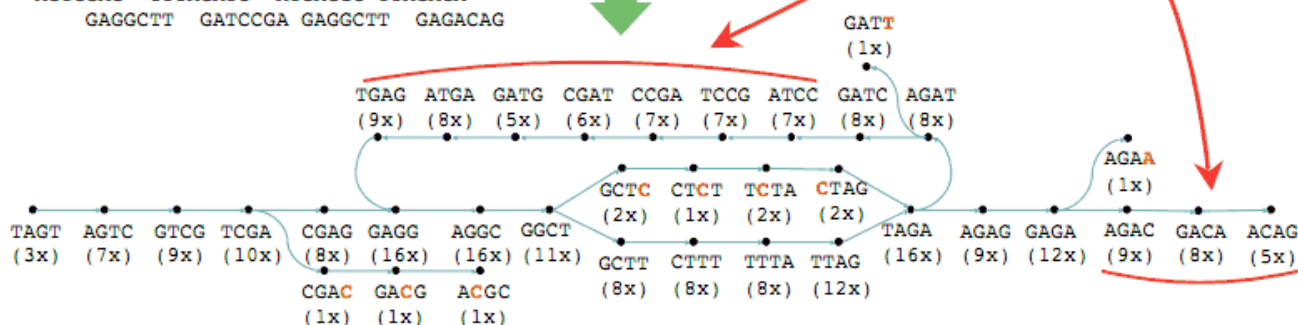 GAGGCTT GATCCGA GAGGCTT GAGACAG
GATT
(1x)
TGAG ATGA GATG CGAT CCGA TCCG ATCC GATC AGAT
(9x) (8x) (5x) (6x) (7x) (7x) (7x) (8x) (8x)
AGAA
(1x)
GCTC CTCT TCTA CTAG
(2x) (1x) (2x) (2x)
TAGT AGTC GTCG TCGA CGAG GAGG AGGC GGCT TAGA AGAG GAGA AGAC GACA ACAG
(3x) (7x) (9x) (10x) (8x) (16x) (16x) (11x) (16x) (9x) (12x) (9x) (8x) (5x)
GCTT CTTT TTTA TTAG
(8x) (8x) (8x) (12x)
CGAC GACG ACGC
(1x) (1x) (1x)